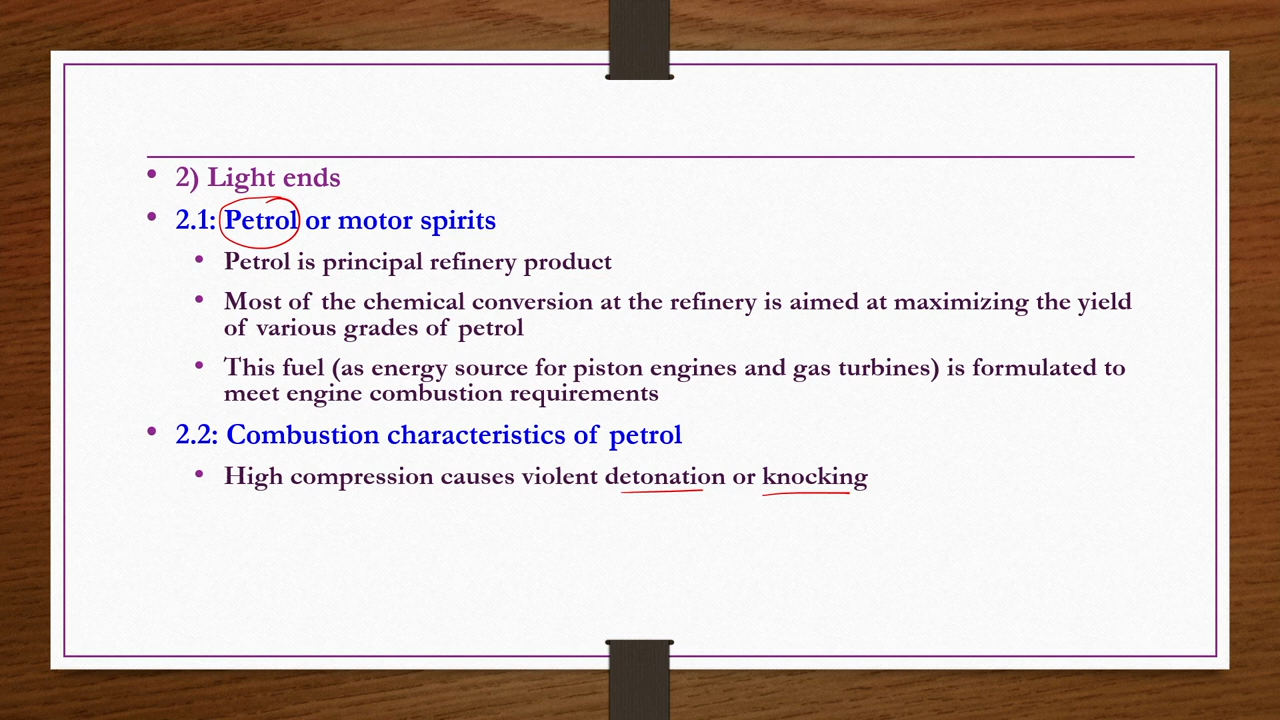 • 2) Light ends
• 2.1: Petrol or motor spirits
• Petrol is principal refinery product
• Most of the chemical conversion at the refinery is aimed at maximizing the yield
of various grades of petrol
• This fuel (as energy source for piston engines and gas turbines) is formulated to
meet engine combustion requirements
• 2.2: Combustion characteristics of petrol
• High compression causes violent detonation or knocking